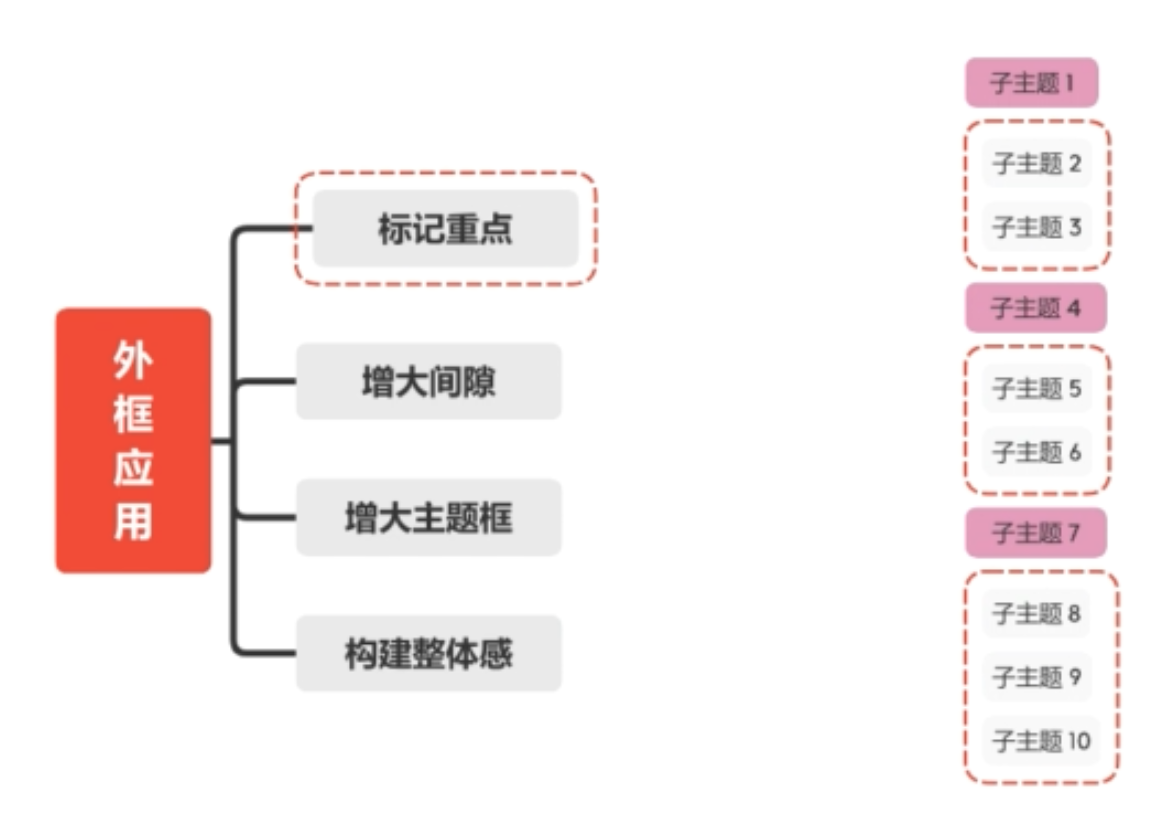 外框应用
标记重点
增大间隙
增大主题框
构建整体感
子主题 1
子主题 2
子主题 3
子主题 4
子主题 5
子主题 6
子主题 7
子主题 8
子主题 9
子主题 10